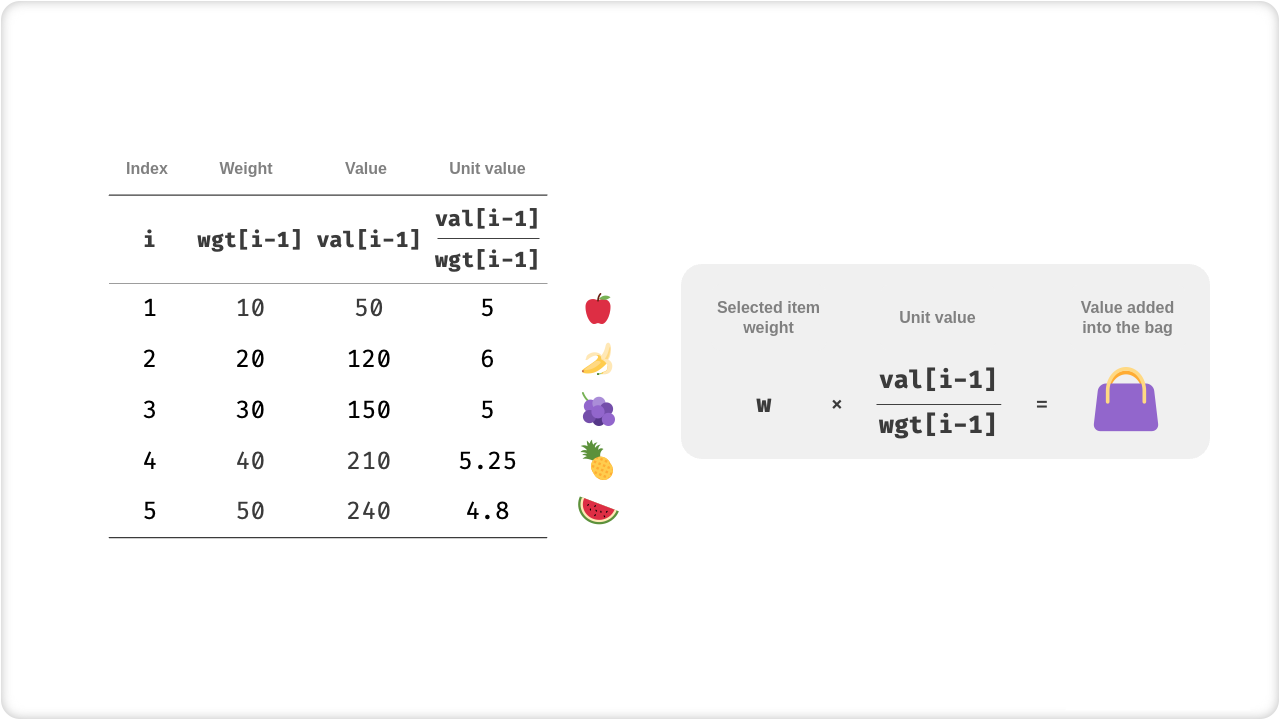 Index Weight Value Unit value
i wgt[i-1] val[i-1] val[i-1]
wgt[i-1]
1 10 50 5
2 20 120 6
3 30 150 5
4 40 210 5.25
5 50 240 4.8
Selected item
weight
Unit value
Value added
into the bag
w × val[i-1]
wgt[i-1] =